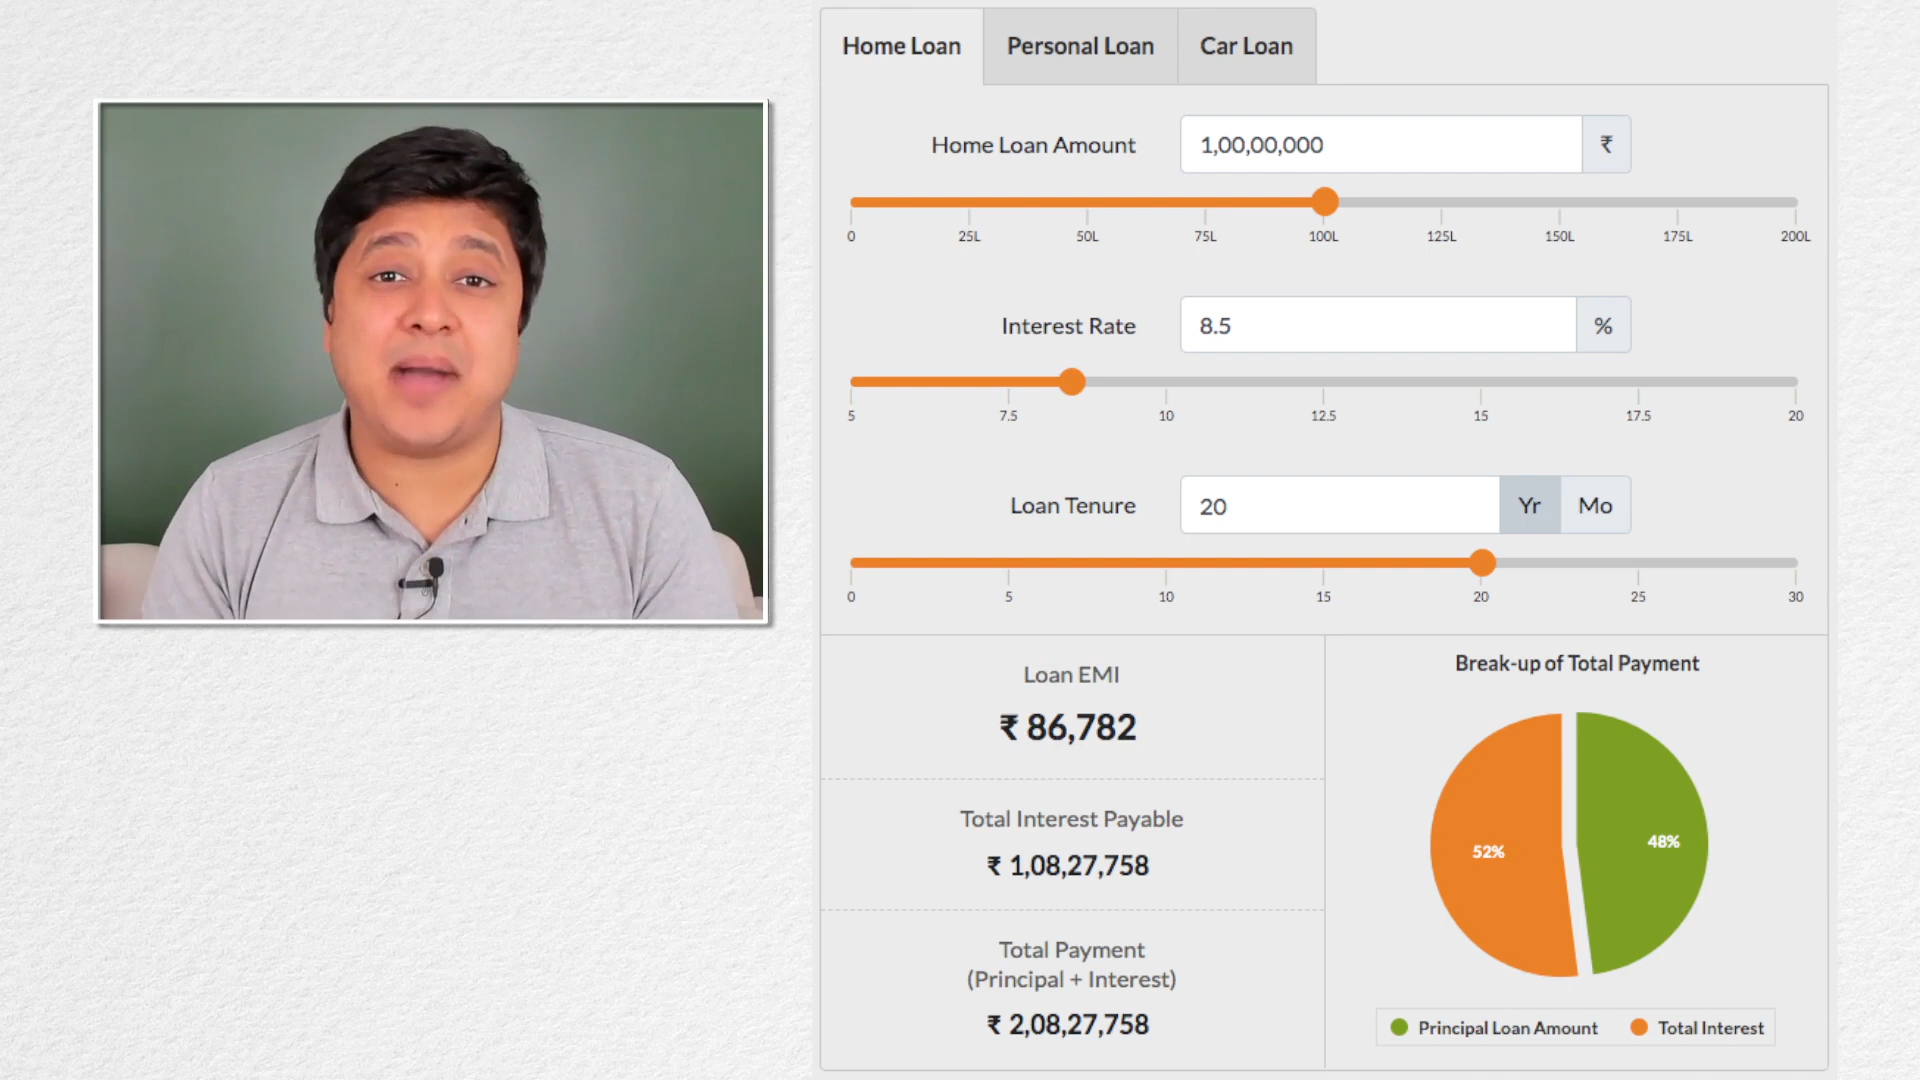 Home Loan Personal Loan Car Loan
Home Loan Amount 1,00,00,000 ₹
0 25L 50L 75L 100L 125L 150L 175L 200L
Interest Rate 8.5 %
5 7.5 10 12.5 15 17.5 20
Loan Tenure 20 Yr Mo
0 5 10 15 20 25 30
Loan EMI
₹ 86,782
Total Interest Payable
₹ 1,08,27,758
Total Payment
(Principal + Interest)
₹ 2,08,27,758
Break-up of Total Payment
52% 48%
Principal Loan Amount Total Interest